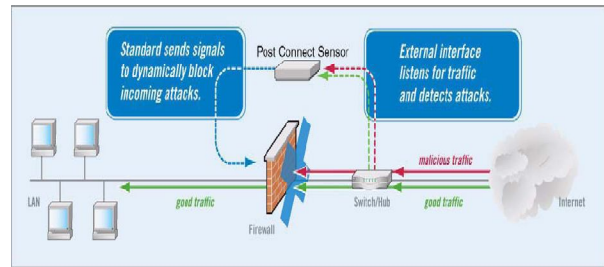 Standard sends signals
to dynamically block
incoming attacks.
Post Connect Sensor
External interface
listens for traffic
and detects attacks.
malicious traffic
LAN
good traffic
Firewall
Switch/Hub
good traffic
Internet